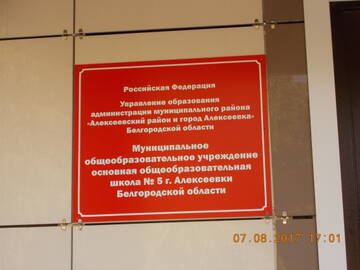 Российская Федерация
Управление образования
администрации муниципального района
«Алексеевский район и город Алексеевка»
Белгородской области
Муниципальное
общеобразовательное учреждение
основная общеобразовательная
школа № 5 г. Алексеевки
Белгородской области
07.08.2017 17:01